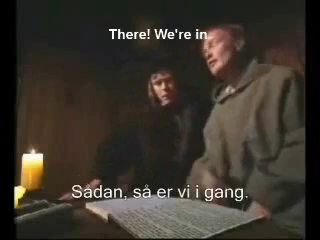 There! We're in.
Sådan, så er vi i gang.